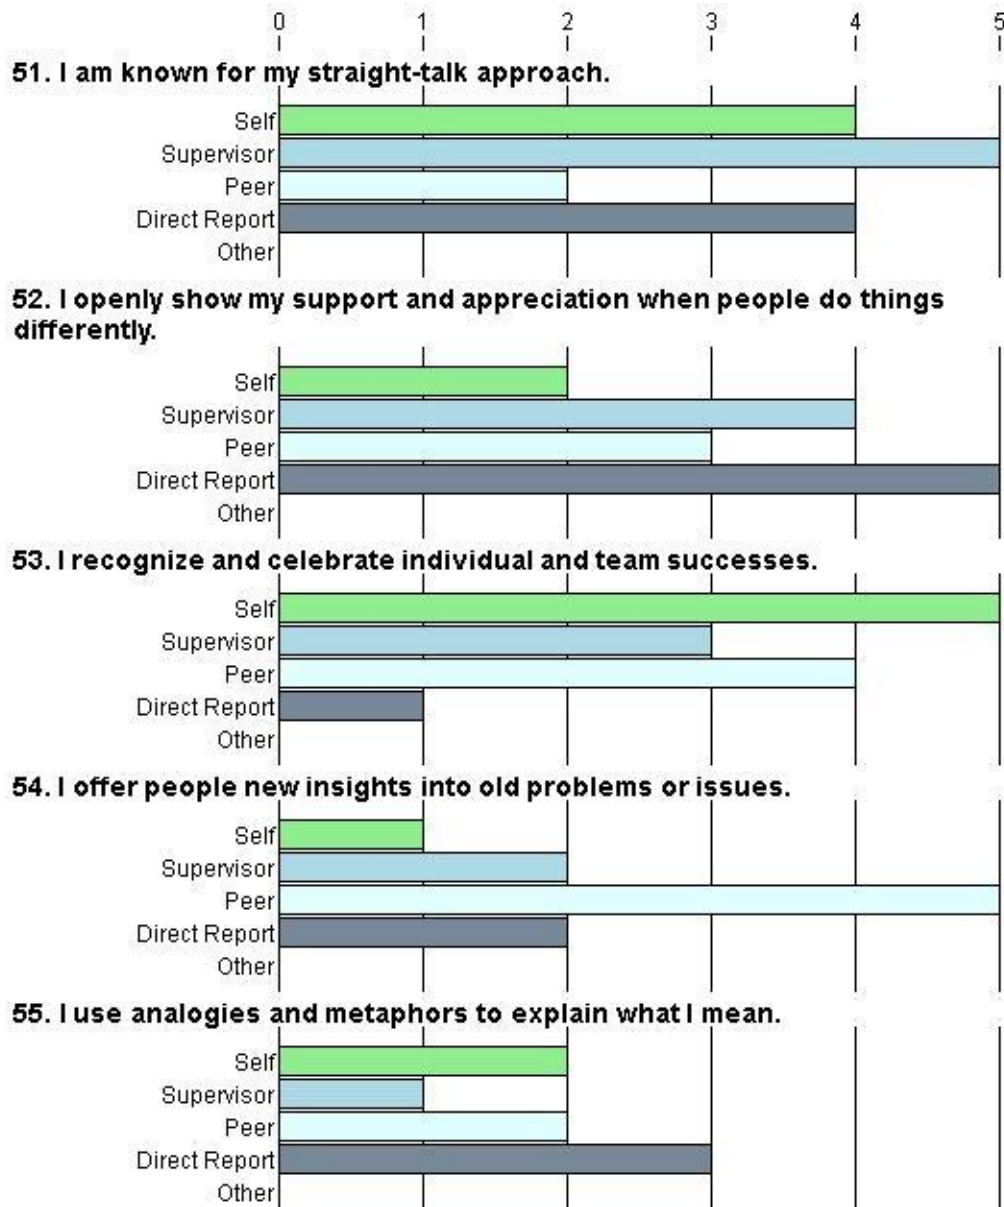 0 1 2 3 4 5
51. I am known for my straight-talk approach.
Self
Supervisor
Peer
Direct Report
Other
52. I openly show my support and appreciation when people do things
differently.
Self
Supervisor
Peer
Direct Report
Other
53. I recognize and celebrate individual and team successes.
Self
Supervisor
Peer
Direct Report
Other
54. I offer people new insights into old problems or issues.
Self
Supervisor
Peer
Direct Report
Other
55. I use analogies and metaphors to explain what I mean.
Self
Supervisor
Peer
Direct Report
Other